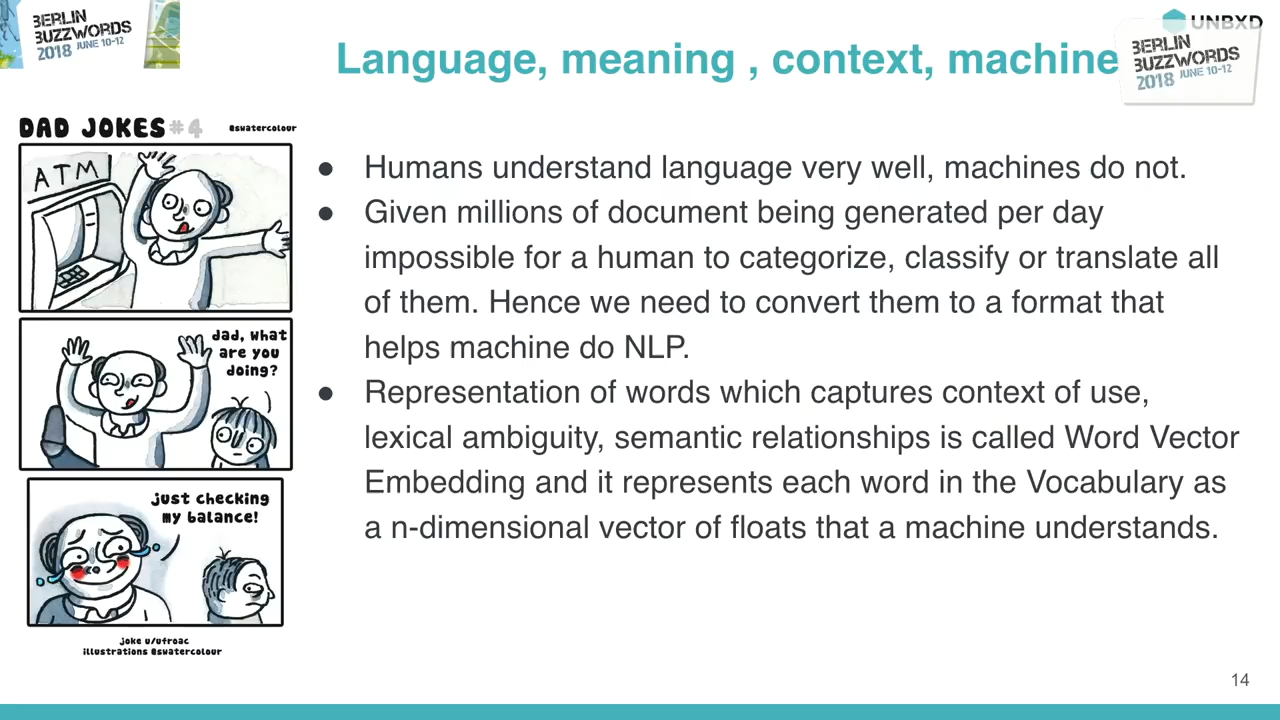 BERLIN
BUZZWORDS
2018 JUNE 10-12
UNBXD
Language, meaning , context, machine
BERLIN
BUZZWORDS
2018 JUNE 10-12
DAD JOKES#4
@swatercolour
ATM
dad, what
are you
doing?
just checking
my balance!
joke u/ufroac
illustrations @swatercolour
● Humans understand language very well, machines do not.
● Given millions of document being generated per day
impossible for a human to categorize, classify or translate all
of them. Hence we need to convert them to a format that
helps machine do NLP.
● Representation of words which captures context of use,
lexical ambiguity, semantic relationships is called Word Vector
Embedding and it represents each word in the Vocabulary as
a n-dimensional vector of floats that a machine understands.
14